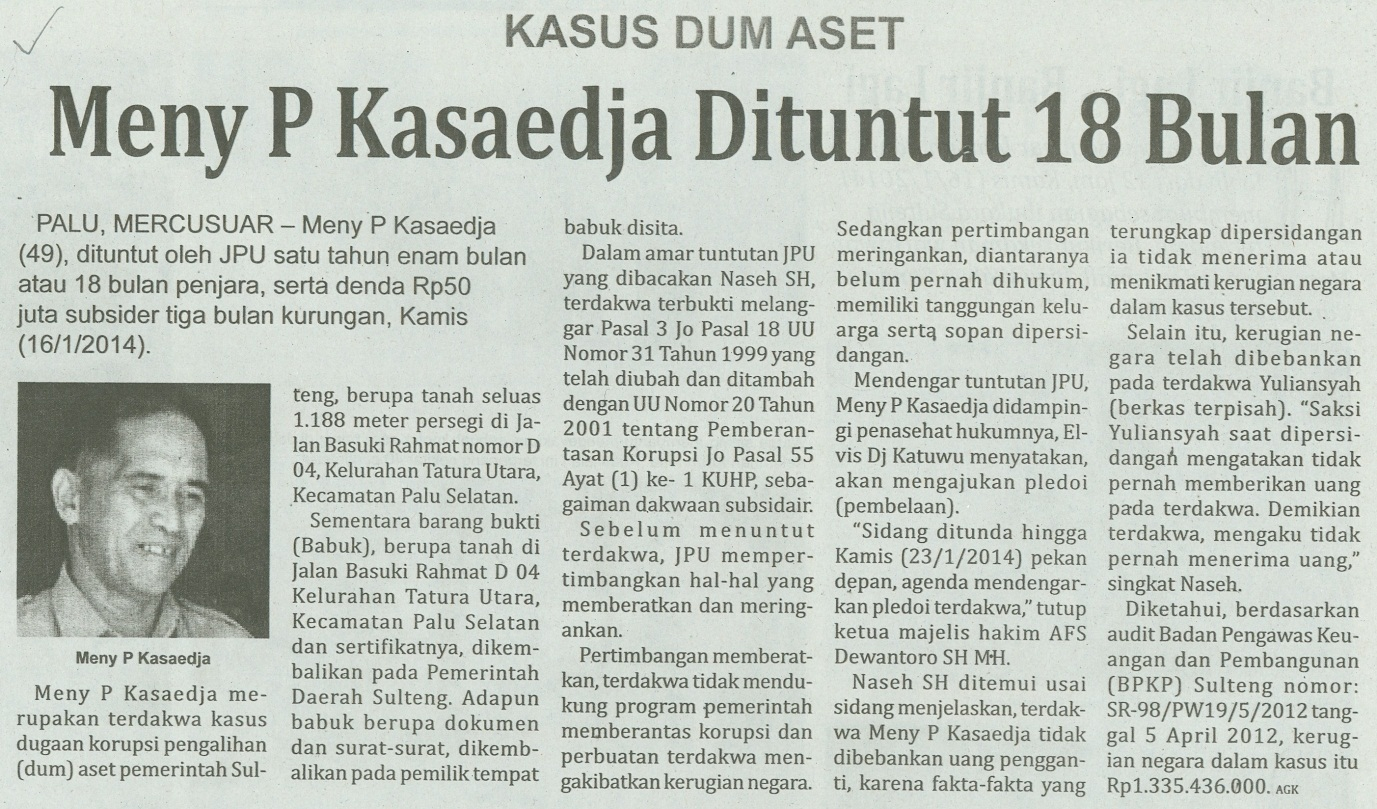 KASUS DUM ASET
Meny P Kasaedja Dituntut 18 Bulan
PALU, MERCUSUAR – Meny P Kasaedja
(49), dituntut oleh JPU satu tahun enam bulan
atau 18 bulan penjara, serta denda Rp50
juta subsider tiga bulan kurungan, Kamis
(16/1/2014).
Meny P Kasaedja
Meny P Kasaedja me-
rupakan terdakwa kasus
dugaan korupsi pengalihan
(dum) aset pemerintah Sul-
teng, berupa tanah seluas
1.188 meter persegi di Ja-
lan Basuki Rahmat nomor D
04, Kelurahan Tatura Utara,
Kecamatan Palu Selatan.
Sementara barang bukti
(Babuk), berupa tanah di
Jalan Basuki Rahmat D 04
Kelurahan Tatura Utara,
Kecamatan Palu Selatan
dan sertifikatnya, dikem-
balikan pada Pemerintah
Daerah Sulteng. Adapun
babuk berupa dokumen
dan surat-surat, dikemb-
alikan pada pemilik tempat
babuk disita.
Dalam amar tuntutan JPU
yang dibacakan Naseh SH,
terdakwa terbukti melang-
gar Pasal 3 Jo Pasal 18 UU
Nomor 31 Tahun 1999 yang
telah diubah dan ditambah
dengan UU Nomor 20 Tahun
2001 tentang Pemberan-
tasan Korupsi Jo Pasal 55
Ayat (1) ke- 1 KUHP, seba-
gaiman dakwaan subsidair.
Sebelum menuntut
terdakwa, JPU memper-
timbangkan hal-hal yang
memberatkan dan mering-
ankan.
Pertimbangan memberat-
kan, terdakwa tidak mendu-
kung program pemerintah
memberantas korupsi dan
perbuatan terdakwa men-
gakibatkan kerugian negara.
Sedangkan pertimbangan
meringankan, diantaranya
belum pernah dihukum,
memiliki tanggungan kelu-
arga serta sopan dipersi-
dangan.
Mendengar tuntutan JPU,
Meny P Kasaedja didampin-
gi penasehat hukumnya, El-
vis Dj Katuwu menyatakan,
akan mengajukan pledoi
(pembelaan).
“Sidang ditunda hingga
Kamis (23/1/2014) pekan
depan, agenda mendengar-
kan pledoi terdakwa,” tutup
ketua majelis hakim AFS
Dewantoro SH MH.
Naseh SH ditemui usai
sidang menjelaskan, terdak-
wa Meny P Kasaedja tidak
dibebankan uang penggan-
ti, karena fakta-fakta yang
terungkap dipersidangan
ia tidak menerima atau
menikmati kerugian negara
dalam kasus tersebut.
Selain itu, kerugian ne-
gara telah dibebankan
pada terdakwa Yuliansyah
(berkas terpisah). “Saksi
Yuliansyah saat dipersi-
dangan mengatakan tidak
pernah memberikan uang
pada terdakwa. Demikian
terdakwa, mengaku tidak
pernah menerima uang,”
singkat Naseh.
Diketahui, berdasarkan
audit Badan Pengawas Keu-
angan dan Pembangunan
(BPKP) Sulteng nomor:
SR-98/PW19/5/2012 tang-
gal 5 April 2012, kerug-
ian negara dalam kasus itu
Rp1.335.436.000. AGK